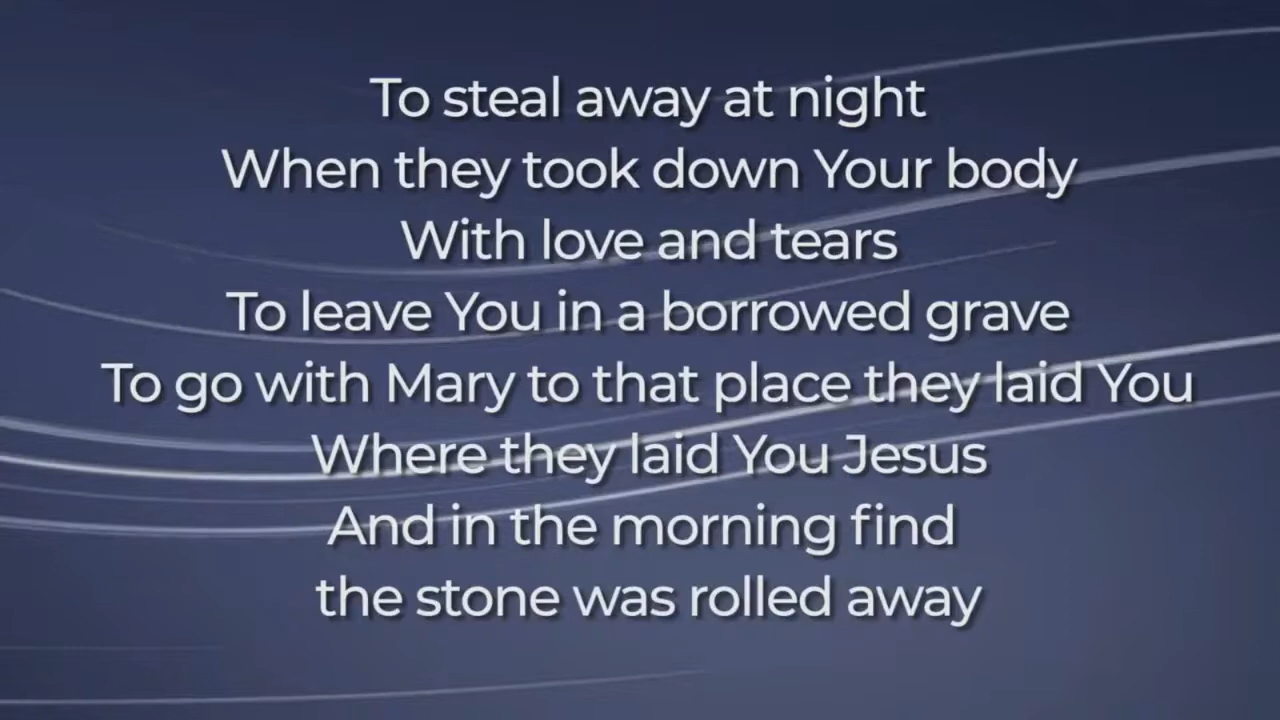 To steal away at night
When they took down Your body
With love and tears
To leave You in a borrowed grave
To go with Mary to that place they laid You
Where they laid You Jesus
And in the morning find
the stone was rolled away